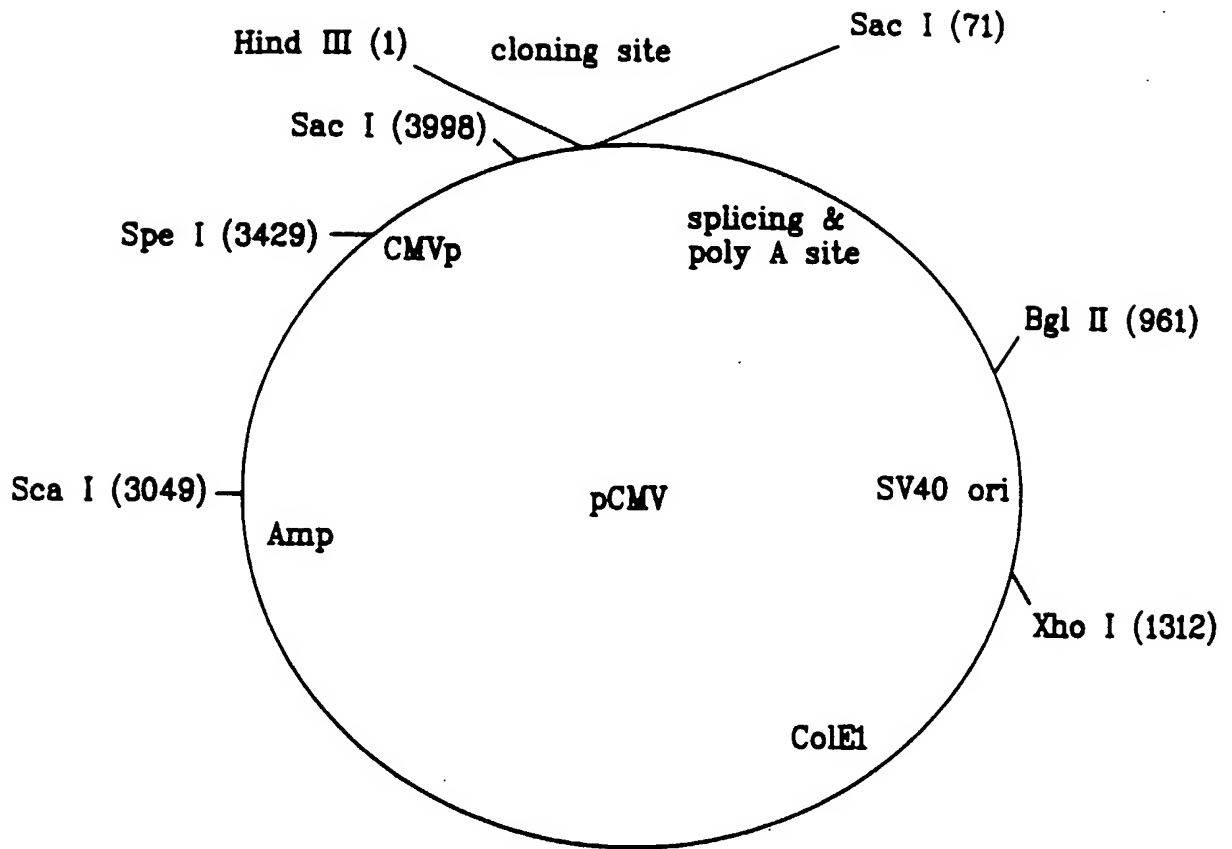 Hind III (1)
cloning site
Sac I (71)
Sac I (3998)
Spe I (3429)
CMVp
splicing &
poly A site
Bgl II (961)
Sca I (3049)
Amp
pCMV
SV40 ori
Xho I (1312)
ColE1